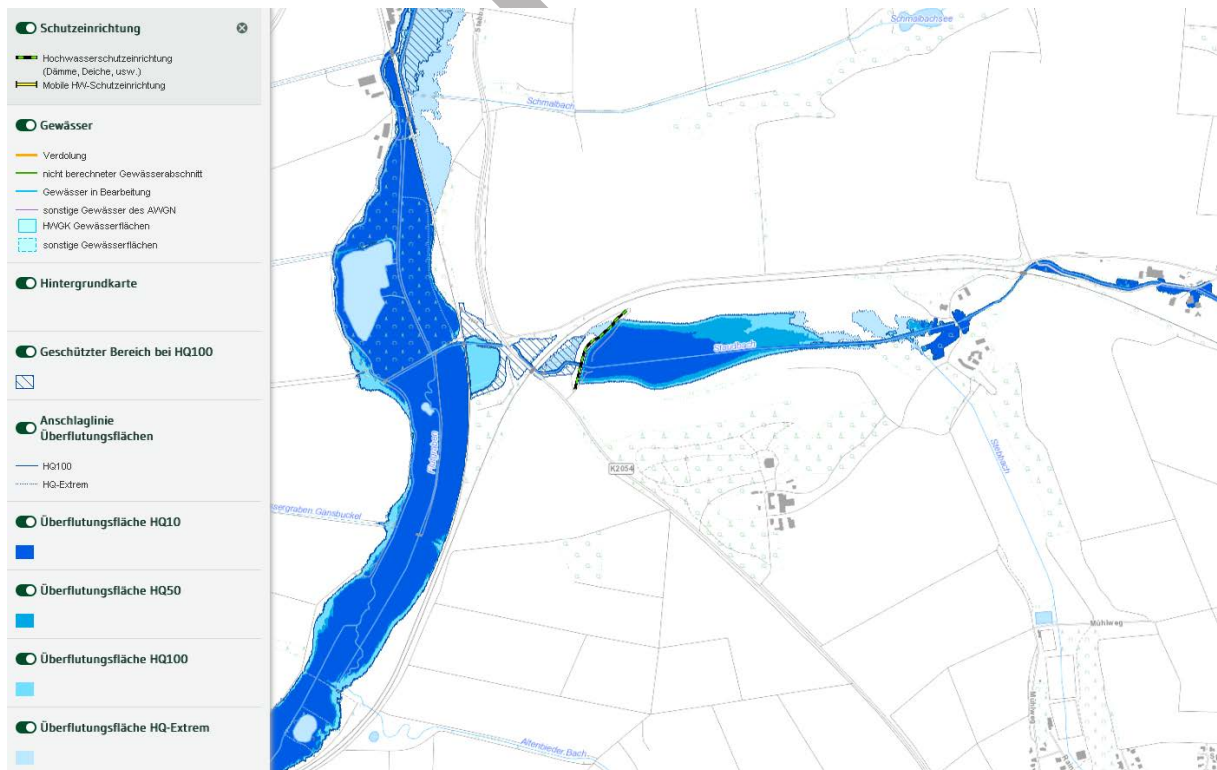 Schutzeinrichtung
Hochwasserschutzeinrichtung
(Dämme, Deiche, usw.)
Mobile HW-Schutzeinrichtung
Gewässer
Verdolung
nicht berechneter Gewässerabschnitt
Gewässer in Bearbeitung
sonstige Gewässer des AWGN
HWGK Gewässerflächen
sonstige Gewässerflächen
Hintergrundkarte
Geschützter Bereich bei HQ100
Anschlaglinie
Überflutungsflächen
HQ100
HQ-Extrem
Überflutungsfläche HQ10
Überflutungsfläche HQ50
Überflutungsfläche HQ100
Überflutungsfläche HQ-Extrem
Schmalbachsee
Schmalbach
K2054
Gansbuckel
Mühlweg
Mühlweg
Altenbieder Bach